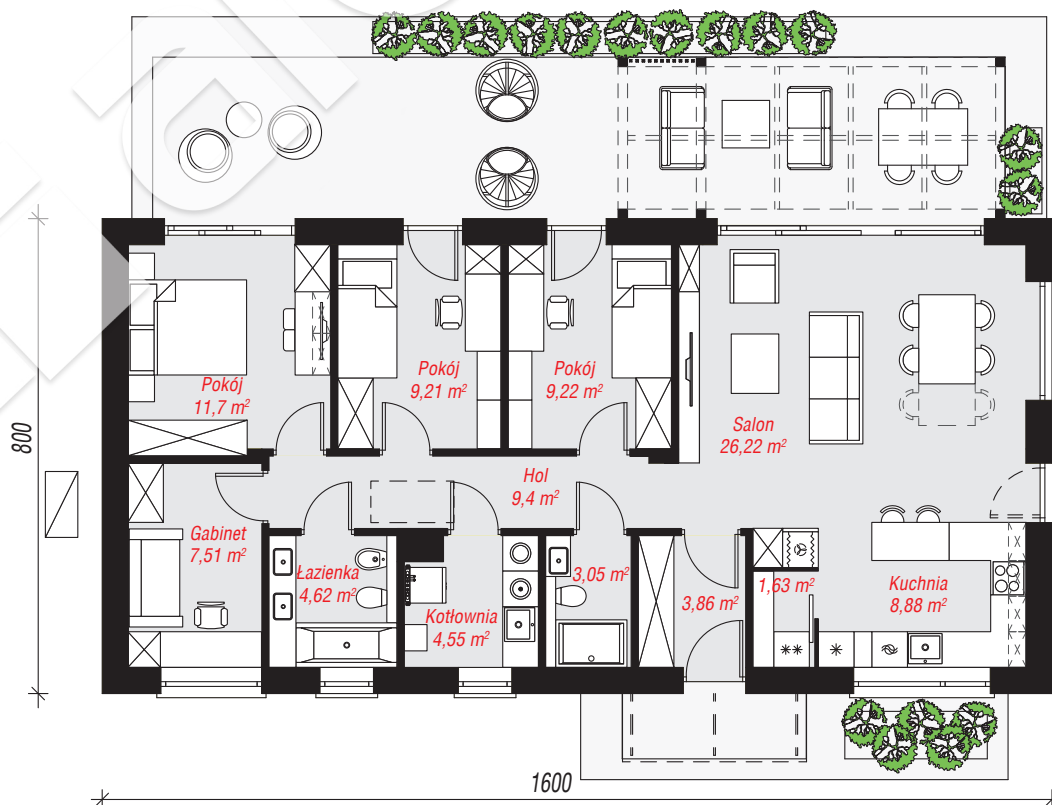 Pokój
11,7 m²
Pokój
9,21 m²
Pokój
9,22 m²
Salon
26,22 m²
Hol
9,4 m²
Gabinet
7,51 m²
Łazienka
4,62 m²
Kotłownia
4,55 m²
3,05 m²
3,86 m²
1,63 m²
Kuchnia
8,88 m²
800
1600